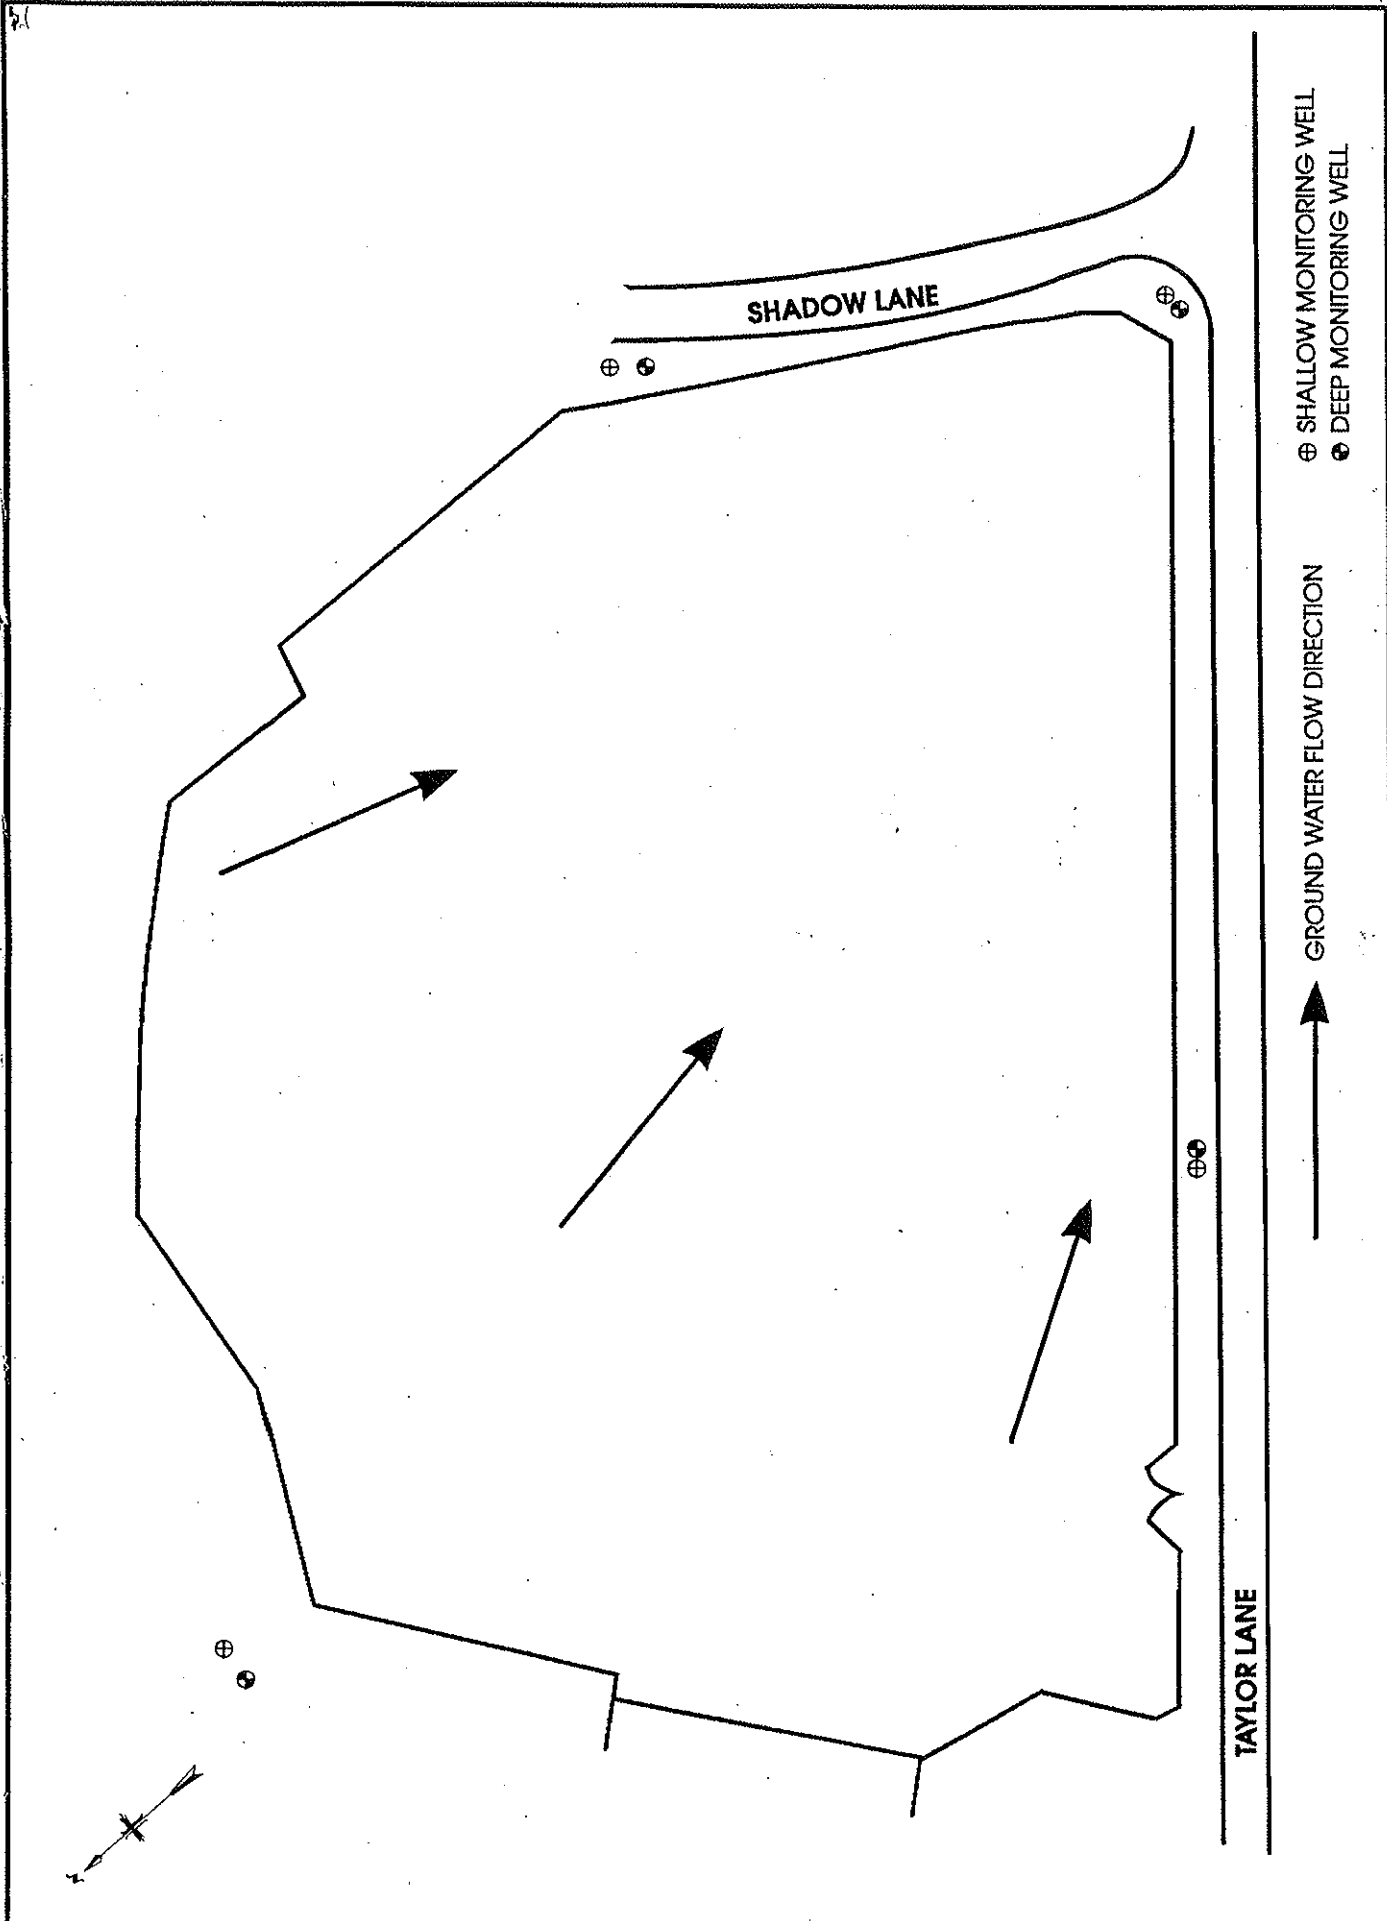 SHADOW LANE
TAYLOR LANE
GROUND WATER FLOW DIRECTION
SHALLOW MONITORING WELL
DEEP MONITORING WELL